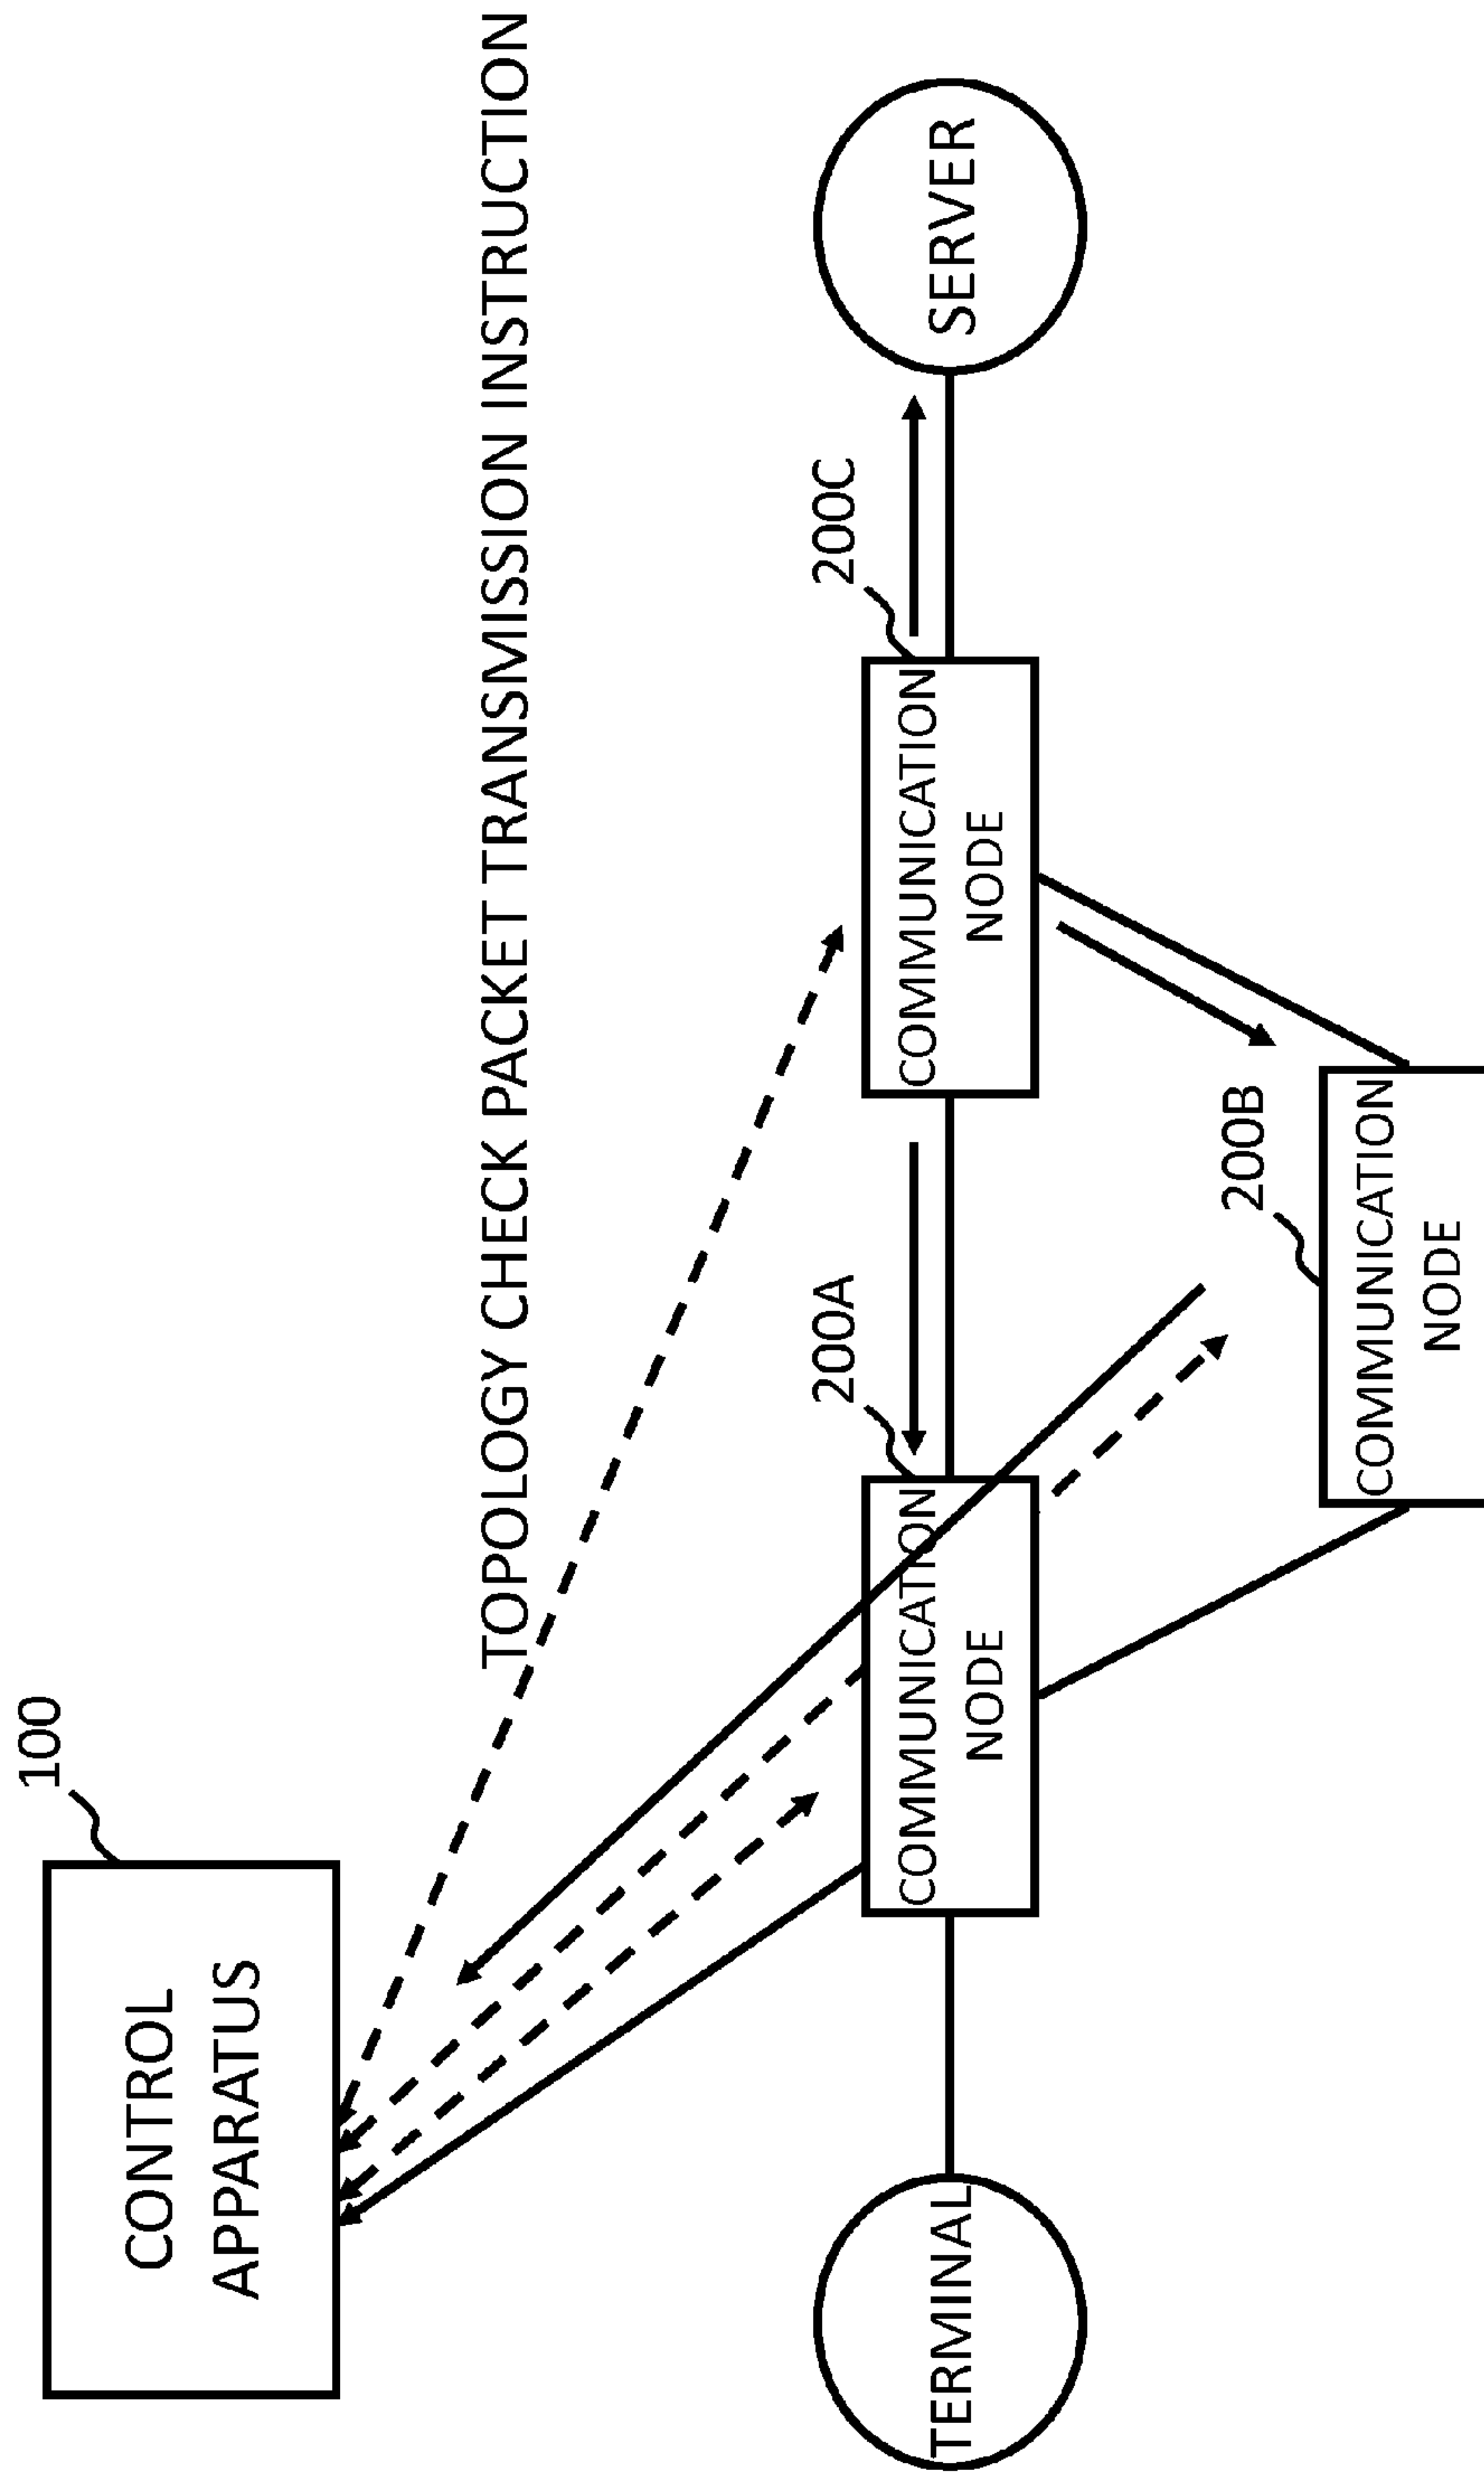 100
CONTROL
APPARATUS
TOPOLOGY CHECK PACKET TRANSMISSION INSTRUCTION
200A
200C
TERMINAL
COMMUNICATION
NODE
COMMUNICATION
NODE
SERVER
200B
COMMUNICATION
NODE